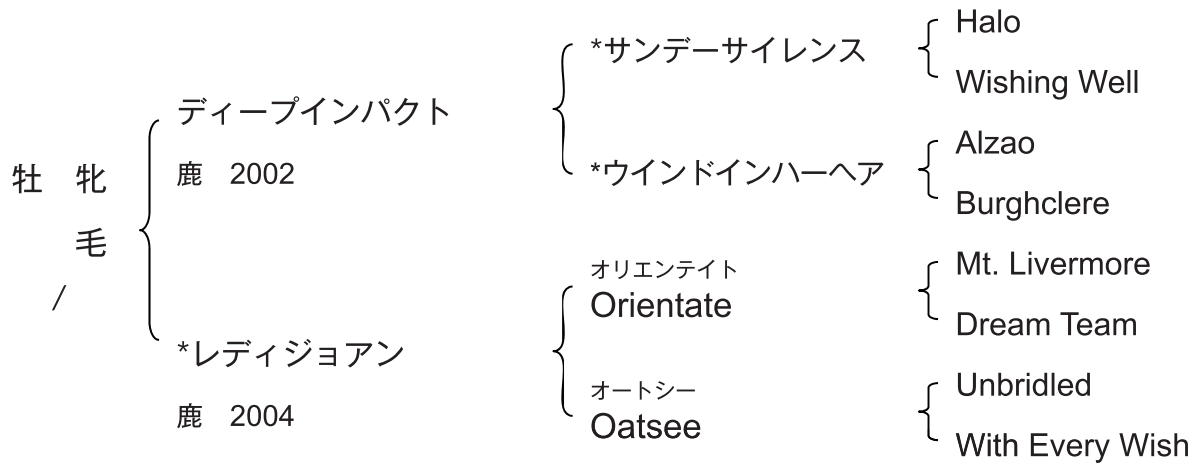 牡 牝
毛
/
ディープインパクト
鹿 2002
*レディジョアン
鹿 2004
*サンデーサイレンス
*ウインドインハーヘア
オリエンテイト
Orientate
オートシー
Oatsee
Halo
Wishing Well
Alzao
Burghclere
Mt. Livermore
Dream Team
Unbridled
With Every Wish